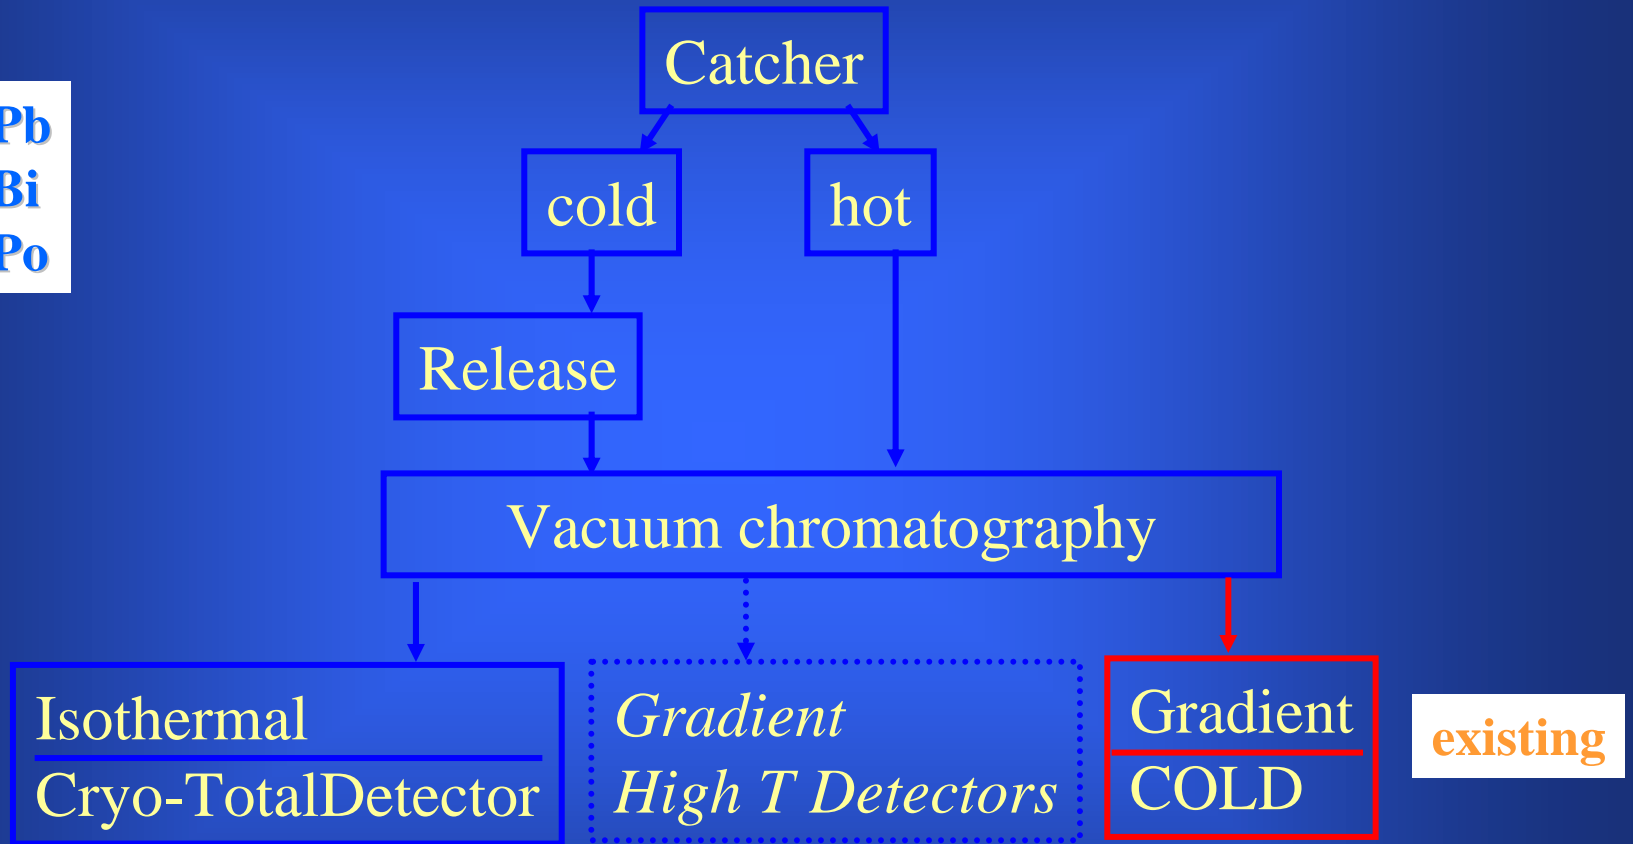 Catcher
Pb
Bi
Po
cold
hot
Release
Vacuum chromatography
Isothermal
Cryo-TotalDetector
Gradient
High T Detectors
Gradient
COLD
existing